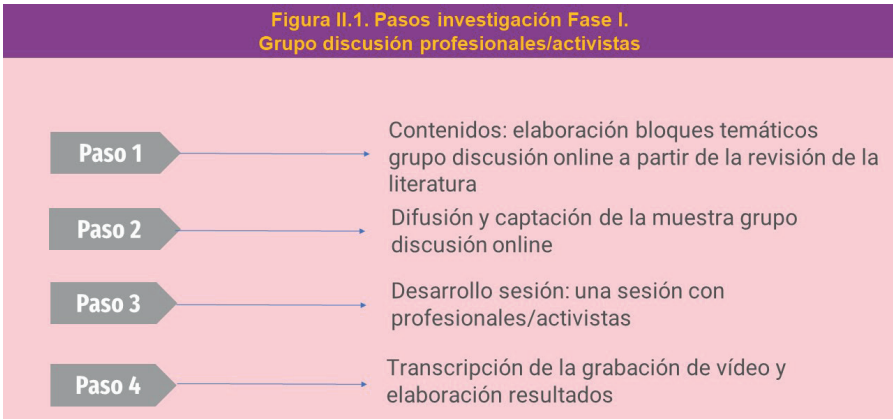 Figura II.1. Pasos investigación Fase I.
Grupo discusión profesionales/activistas
Paso 1
Contenidos: elaboración bloques temáticos
grupo discusión online a partir de la revisión de la
literatura
Paso 2
Difusión y captación de la muestra grupo
discusión online
Paso 3
Desarrollo sesión: una sesión con
profesionales/activistas
Paso 4
Transcripción de la grabación de vídeo y
elaboración resultados